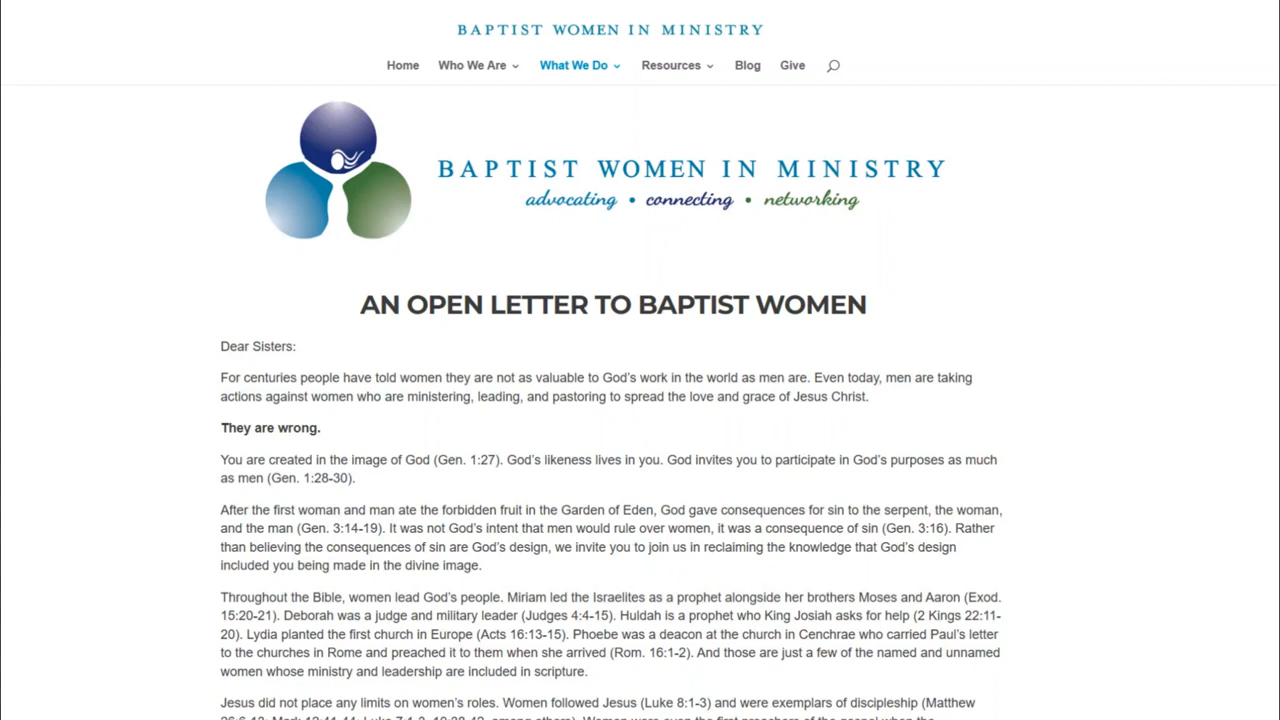 BAPTIST WOMEN IN MINISTRY
Home Who We Are What We Do Resources Blog Give
BAPTIST WOMEN IN MINISTRY
advocating • connecting • networking
AN OPEN LETTER TO BAPTIST WOMEN
Dear Sisters:
For centuries people have told women they are not as valuable to God's work in the world as men are. Even today, men are taking
actions against women who are ministering, leading, and pastoring to spread the love and grace of Jesus Christ.
They are wrong.
You are created in the image of God (Gen. 1:27). God's likeness lives in you. God invites you to participate in God's purposes as much
as men (Gen. 1:28-30).
After the first woman and man ate the forbidden fruit in the Garden of Eden, God gave consequences for sin to the serpent, the woman,
and the man (Gen. 3:14-19). It was not God's intent that men would rule over women, it was a consequence of sin (Gen. 3:16). Rather
than believing the consequences of sin are God's design, we invite you to join us in reclaiming the knowledge that God's design
included you being made in the divine image.
Throughout the Bible, women lead God's people. Miriam led the Israelites as a prophet alongside her brothers Moses and Aaron (Exod.
15:20-21). Deborah was a judge and military leader (Judges 4:4-15). Huldah is a prophet who King Josiah asks for help (2 Kings 22:11-
20). Lydia planted the first church in Europe (Acts 16:13-15). Phoebe was a deacon at the church in Cenchrae who carried Paul's letter
to the churches in Rome and preached it to them when she arrived (Rom. 16:1-2). And those are just a few of the named and unnamed
women whose ministry and leadership are included in scripture.
Jesus did not place any limits on women's roles. Women followed Jesus (Luke 8:1-3) and were exemplars of discipleship (Matthew
among others). Women were even the first preachers of the gospel when the